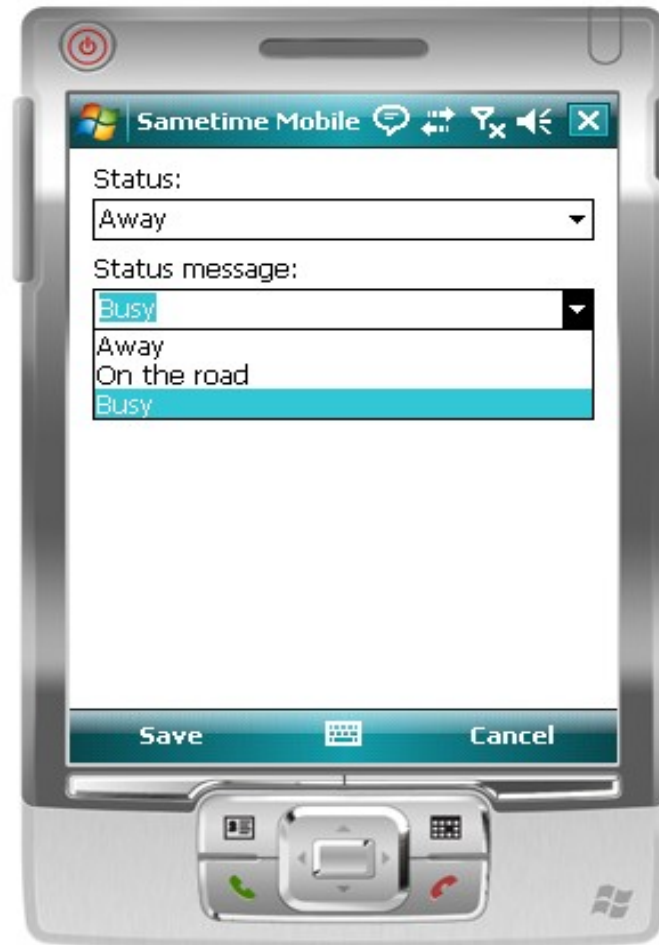 Sametime Mobile
Status:
Away
Status message:
Busy
Away
On the road
Busy
Save
Cancel